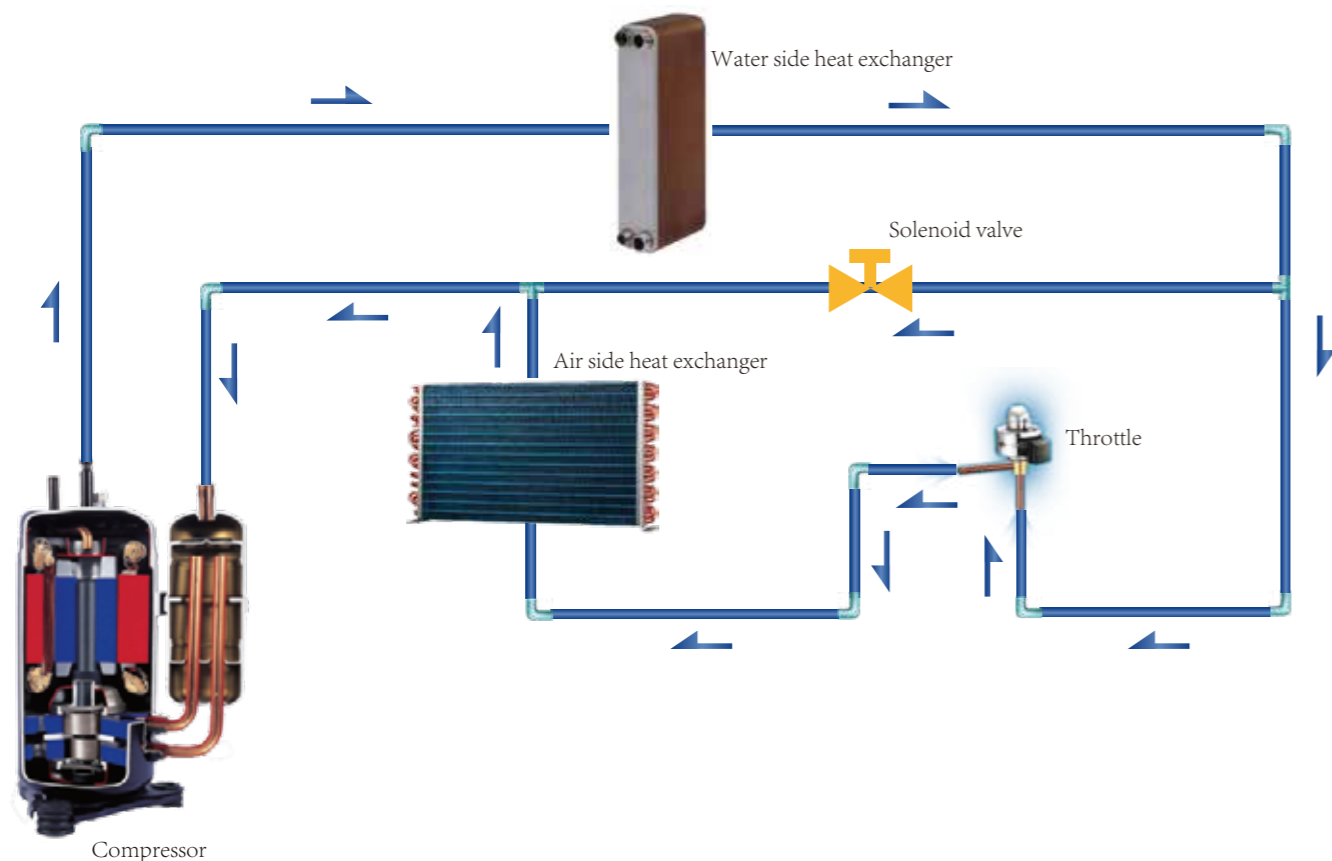 Water side heat exchanger
Solenoid valve
Air side heat exchanger
Throttle
Compressor